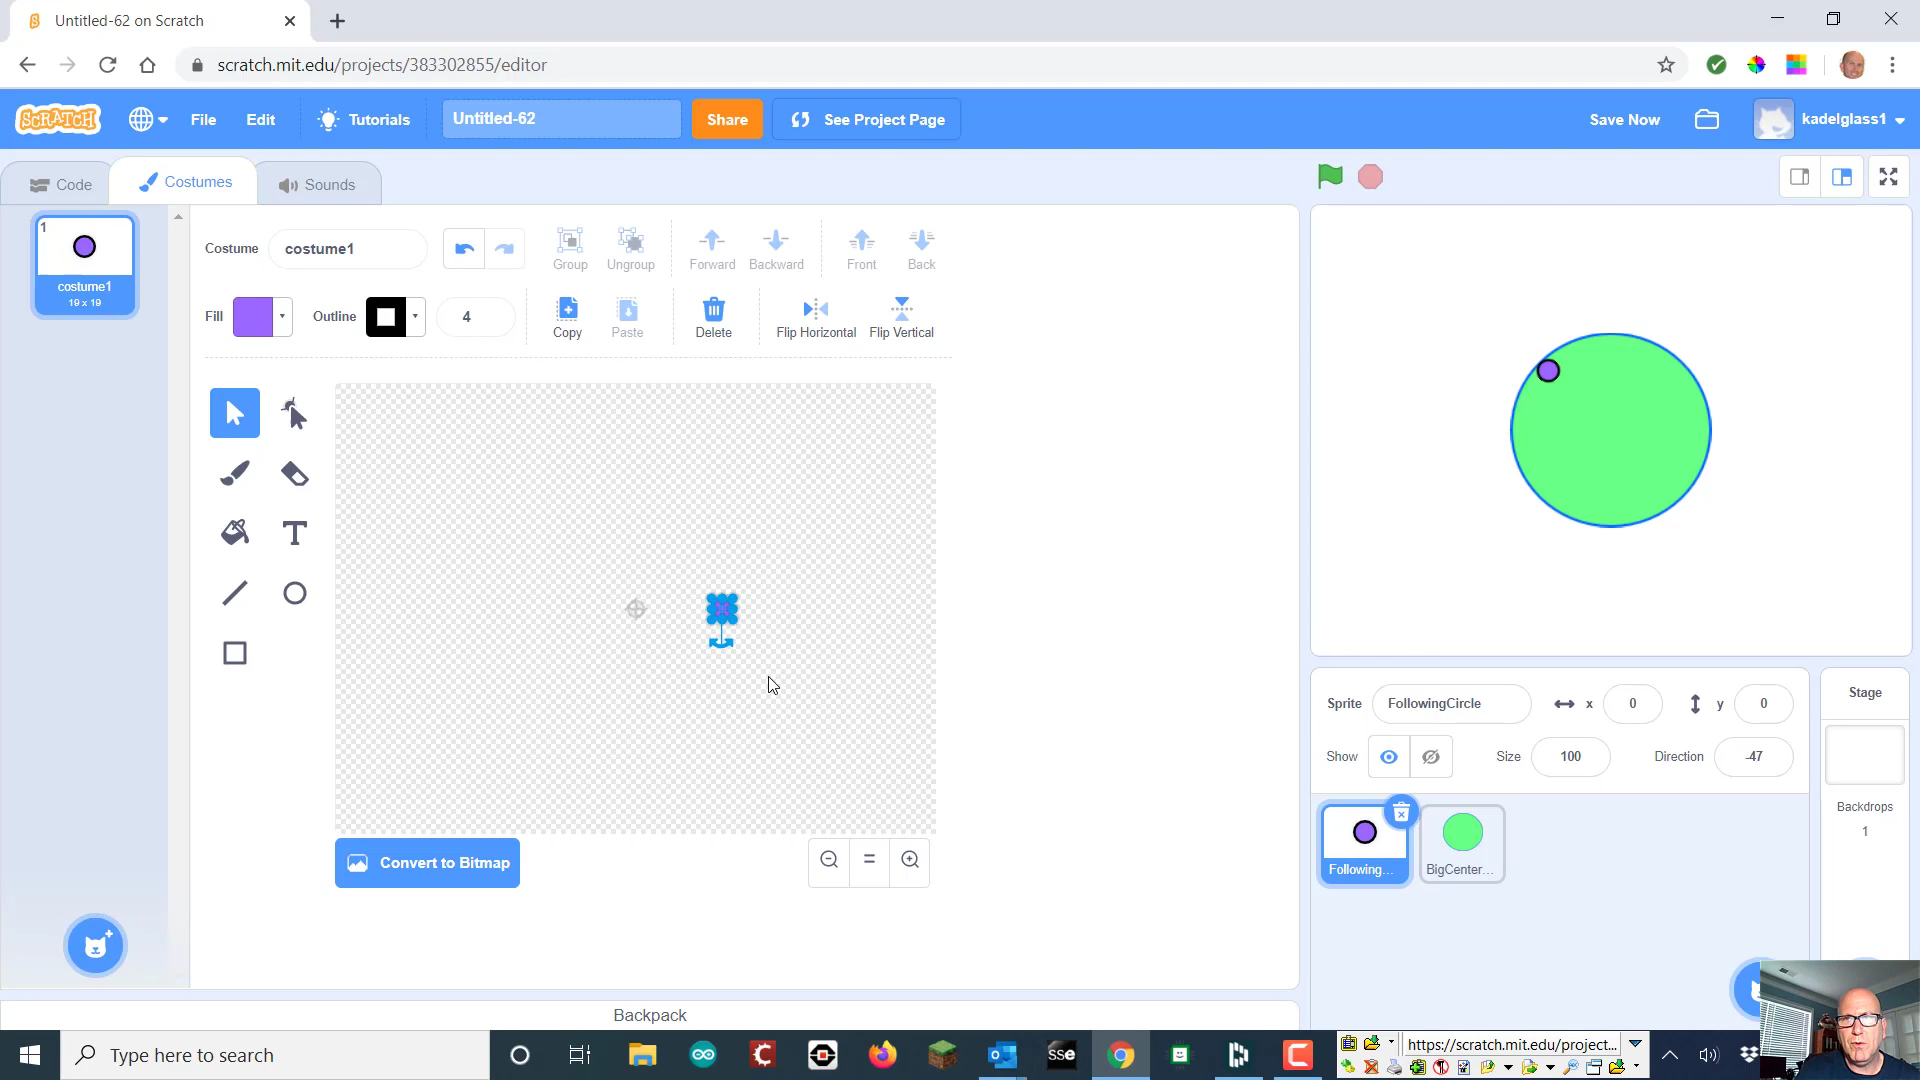 Untitled-62 on Scratch
scratch.mit.edu/projects/383302855/editor
SCRATCH
File
Edit
Tutorials
Untitled-62
Share
See Project Page
Save Now
kadelglass1
Code
Costumes
Sounds
1
costume1
19 x 19
Costume
costume1
Group
Ungroup
Forward
Backward
Front
Back
Fill
Outline
4
Copy
Paste
Delete
Flip Horizontal
Flip Vertical
T
Convert to Bitmap
Sprite
FollowingCircle
x
0
y
0
Show
Size
100
Direction
-47
Following...
BigCenter...
Stage
Backdrops
1
Backpack
Type here to search
SSe
https://scratch.mit.edu/project...